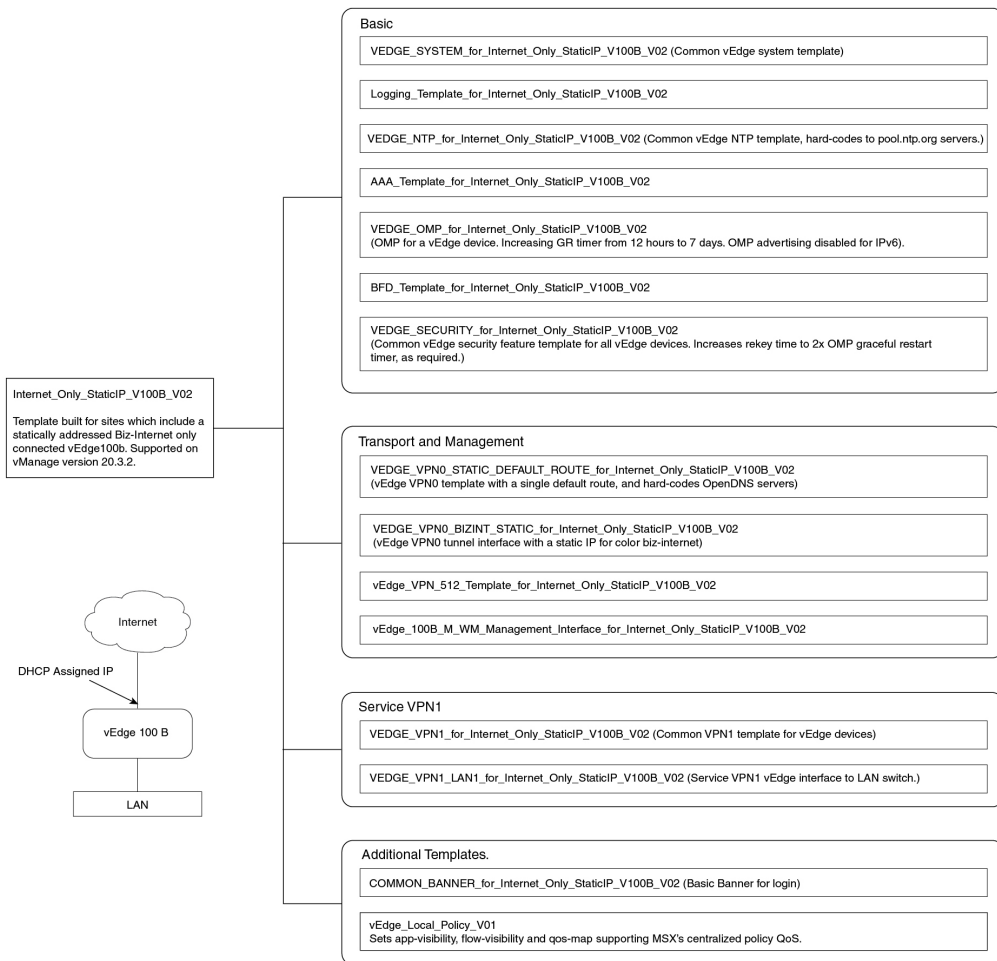 Basic
VEDGE_SYSTEM_for_Internet_Only_StaticIP_V100B_V02 (Common vEdge system template)
Logging_Template_for_Internet_Only_StaticIP_V100B_V02
VEDGE_NTP_for_Internet_Only_StaticIP_V100B_V02 (Common vEdge NTP template, hard-codes to pool.ntp.org servers.)
AAA_Template_for_Internet_Only_StaticIP_V100B_V02
VEDGE_OMP_for_Internet_Only_StaticIP_V100B_V02
(OMP for a vEdge device. Increasing GR timer from 12 hours to 7 days. OMP advertising disabled for IPv6).
BFD_Template_for_Internet_Only_StaticIP_V100B_V02
VEDGE_SECURITY_for_Internet_Only_StaticIP_V100B_V02
(Common vEdge security feature template for all vEdge devices. Increases rekey time to 2x OMP graceful restart
timer, as required.)
Internet_Only_StaticIP_V100B_V02
Template built for sites which include a
statically addressed Biz-Internet only
connected vEdge100b. Supported on
vManage version 20.3.2.
Transport and Management
VEDGE_VPN0_STATIC_DEFAULT_ROUTE_for_Internet_Only_StaticIP_V100B_V02
(vEdge VPN0 template with a single default route, and hard-codes OpenDNS servers)
VEDGE_VPN0_BIZINT_STATIC_for_Internet_Only_StaticIP_V100B_V02
(vEdge VPN0 tunnel interface with a static IP for color biz-internet)
vEdge_VPN_512_Template_for_Internet_Only_StaticIP_V100B_V02
vEdge_100B_M_WM_Management_Interface_for_Internet_Only_StaticIP_V100B_V02
Internet
DHCP Assigned IP
vEdge 100 B
LAN
Service VPN1
VEDGE_VPN1_for_Internet_Only_StaticIP_V100B_V02 (Common VPN1 template for vEdge devices)
VEDGE_VPN1_LAN1_for_Internet_Only_StaticIP_V100B_V02 (Service VPN1 vEdge interface to LAN switch.)
Additional Templates.
COMMON_BANNER_for_Internet_Only_StaticIP_V100B_V02 (Basic Banner for login)
vEdge_Local_Policy_V01
Sets app-visibility, flow-visibility and qos-map supporting MSX's centralized policy QoS.